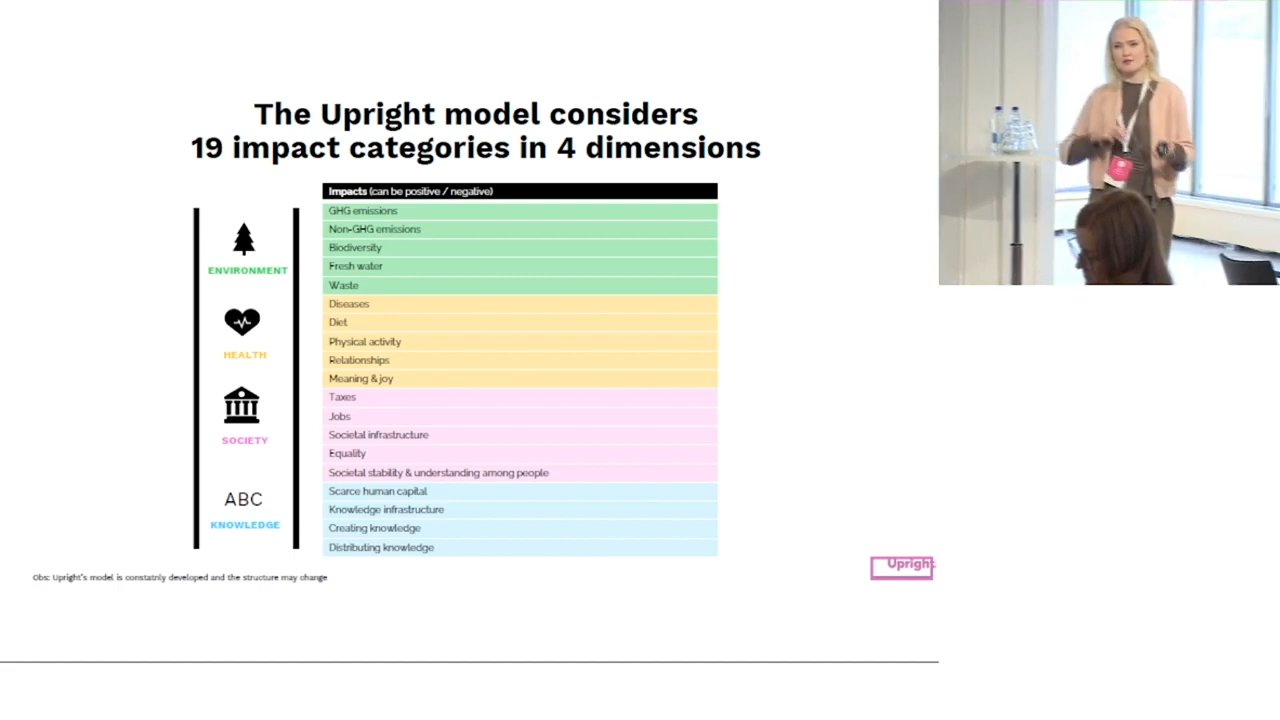 The Upright model considers
19 impact categories in 4 dimensions
Impacts (can be positive / negative)
ENVIRONMENT
GHG emissions
Non-GHG emissions
Biodiversity
Fresh water
Waste
HEALTH
Diseases
Diet
Physical activity
Relationships
Meaning & joy
SOCIETY
Taxes
Jobs
Societal infrastructure
Equality
Societal stability & understanding among people
ABC
KNOWLEDGE
Scarce human capital
Knowledge infrastructure
Creating knowledge
Distributing knowledge
Obs: Upright's model is constatnly developed and the structure may change
Upright